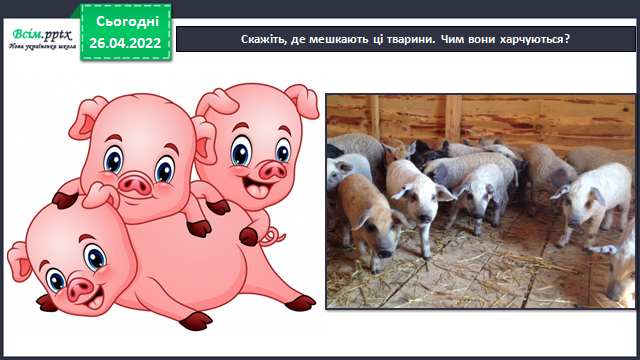 Всім.pptx
Нова українська школа
Сьогодні
26.04.2022
Скажіть, де мешкають ці тварини. Чим вони харчуються?